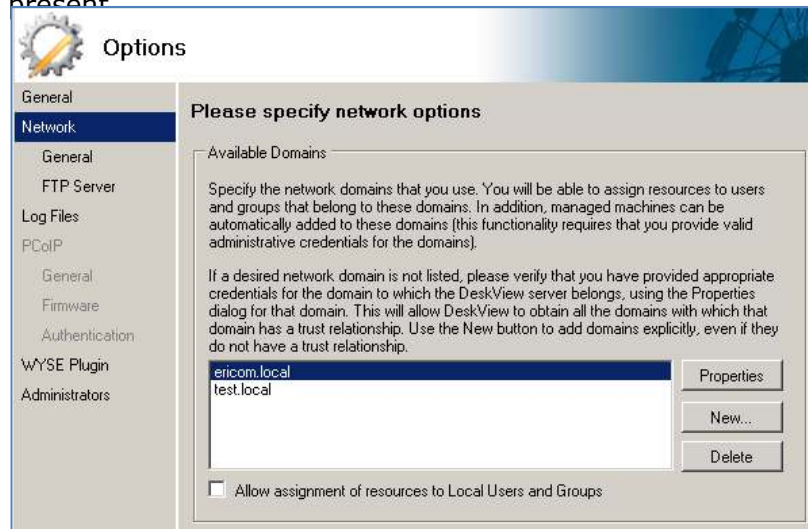 present
Options
General
Network
General
FTP Server
Log Files
PCoIP
General
Firmware
Authentication
WYSE Plugin
Administrators
Please specify network options
Available Domains
Specify the network domains that you use. You will be able to assign resources to users
and groups that belong to these domains. In addition, managed machines can be
automatically added to these domains (this functionality requires that you provide valid
administrative credentials for the domains).
If a desired network domain is not listed, please verify that you have provided appropriate
credentials for the domain to which the DeskView server belongs, using the Properties
dialog for that domain. This will allow DeskView to obtain all the domains with which that
domain has a trust relationship. Use the New button to add domains explicitly, even if they
do not have a trust relationship.
ericom.local
test.local
Properties
New...
Delete
Allow assignment of resources to Local Users and Groups